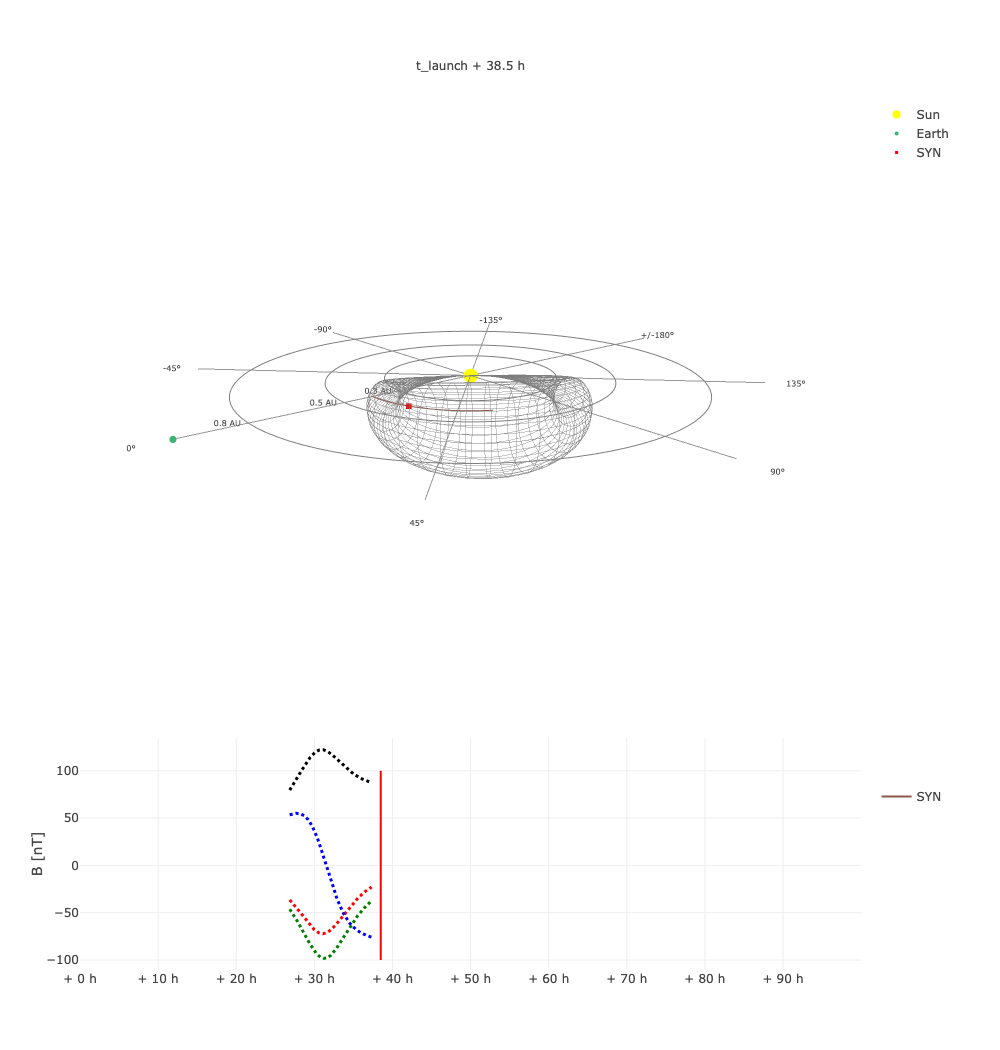 t_launch + 38.5 h
Sun
Earth
SYN
-135°
-90°
+/-180°
-45°
135°
0.3 AU
0.5 AU
0.8 AU
0°
90°
45°
100
50
0
−50
−100
B [nT]
SYN
+ 0 h
+ 10 h
+ 20 h
+ 30 h
+ 40 h
+ 50 h
+ 60 h
+ 70 h
+ 80 h
+ 90 h